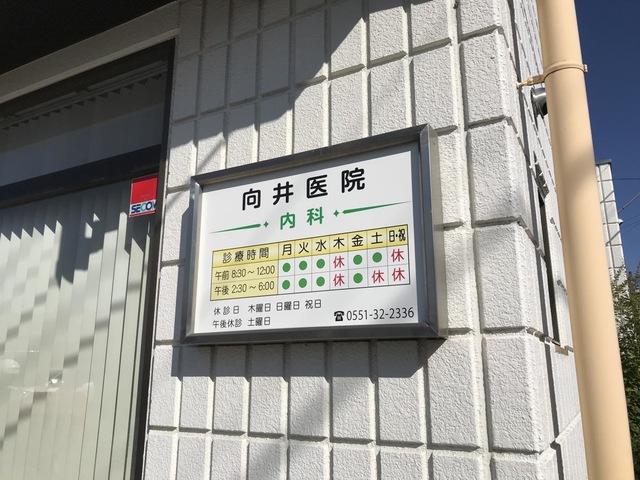 向井医院
内科
診療時間 月 火 水 木 金 土 日・祝
午前 8:30～12:00 ● ● ● 休 ● ● 休
午後 2:30～6:00 ● ● ● 休 ● 休 休
休診日 木曜日 日曜日 祝日
午後休診 土曜日
☎0551-32-2336
SECOM